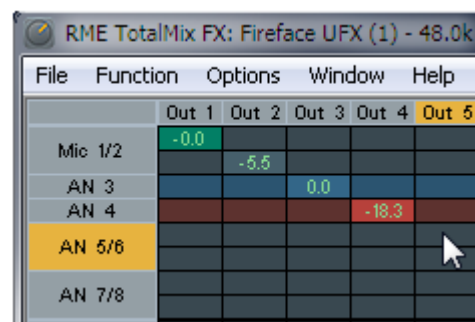 RME TotalMix FX: Fireface UFX (1) - 48.0k
File Function Options Window Help
Out 1 Out 2 Out 3 Out 4 Out 5
Mic 1/2 -0.0
-5.5
AN 3 0.0
AN 4 -18.3
AN 5/6
AN 7/8